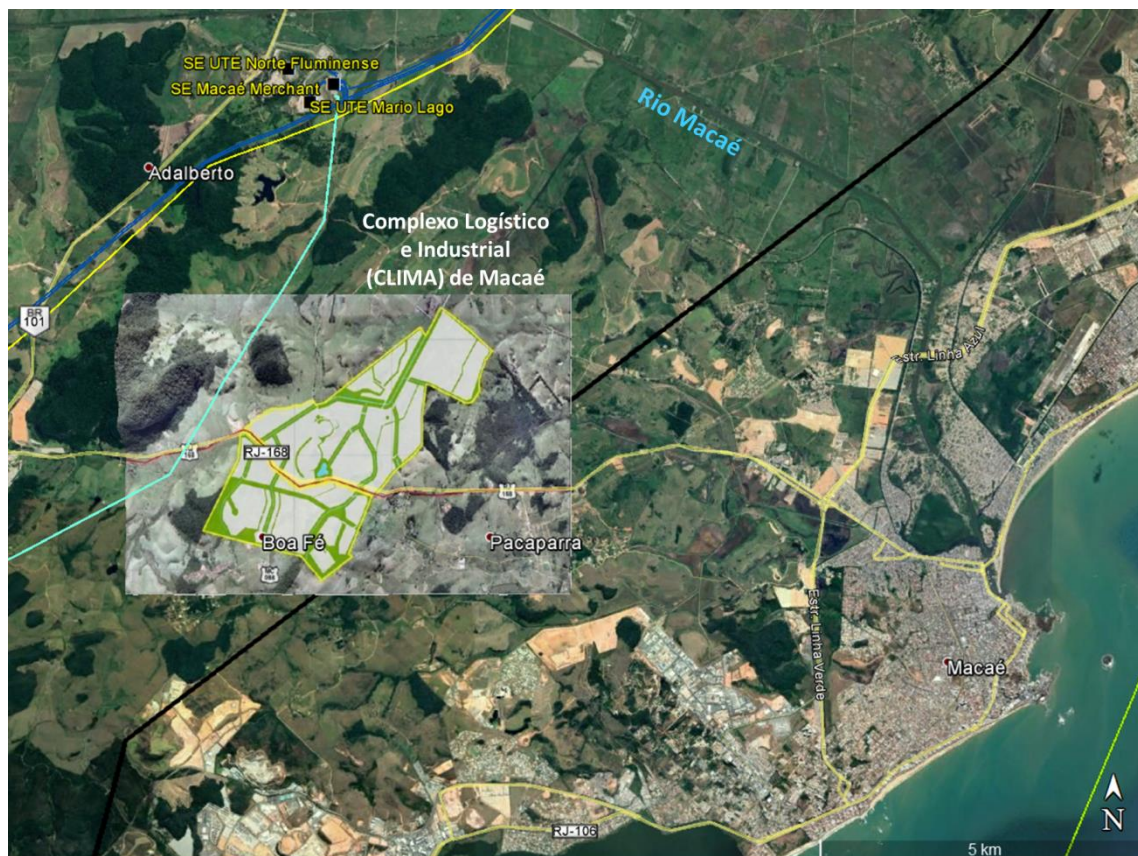 SE UTE Norte Fluminense
SE Macaé Merchant
SE UTE Mario Lago
Rio Macaé
Adalberto
Complexo Logístico
e Industrial
(CLIMA) de Macaé
BR
101
Estr. Linha Azul
RJ-168
168
168
Boa Fé
Pacaparra
Estr. Linha Verde
Macaé
RJ-106
N
5 km